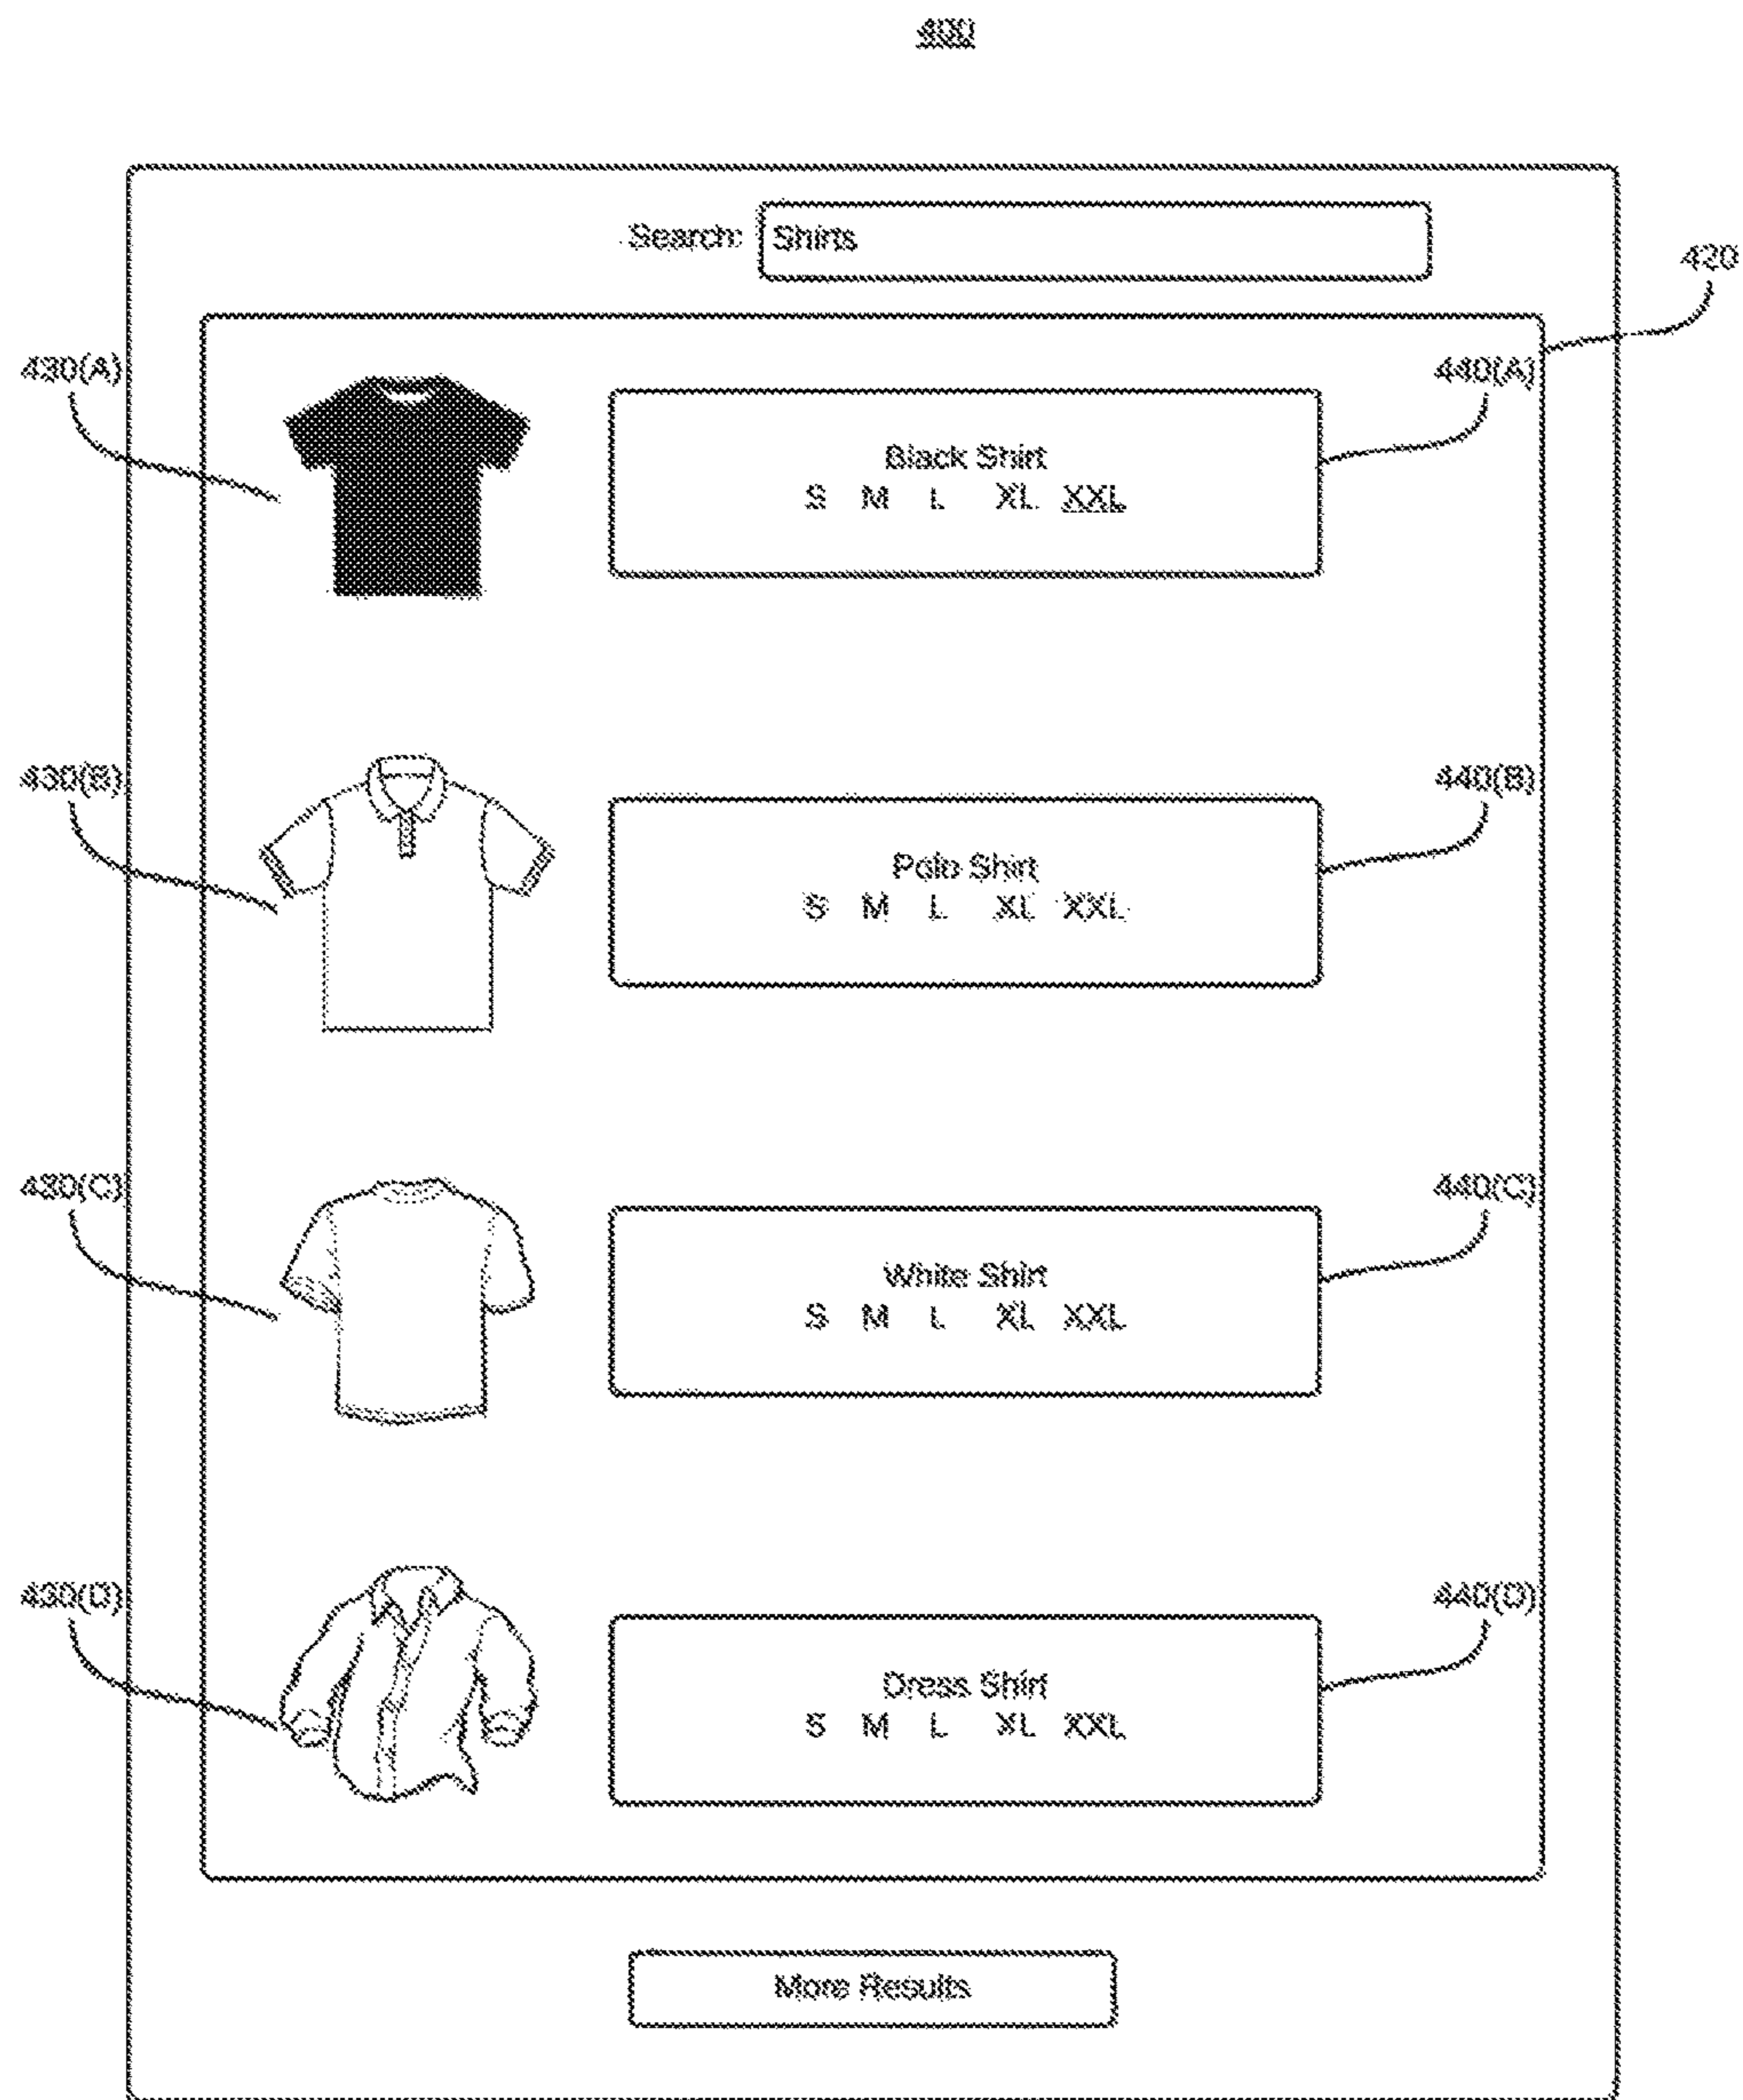 400
Search: Shirts
420
430(A)
440(A)
Black Shirt
S M L XL XXL
430(B)
440(B)
Polo Shirt
S M L XL XXL
430(C)
440(C)
White Shirt
S M L XL XXL
430(D)
440(D)
Dress Shirt
S M L XL XXL
More Results